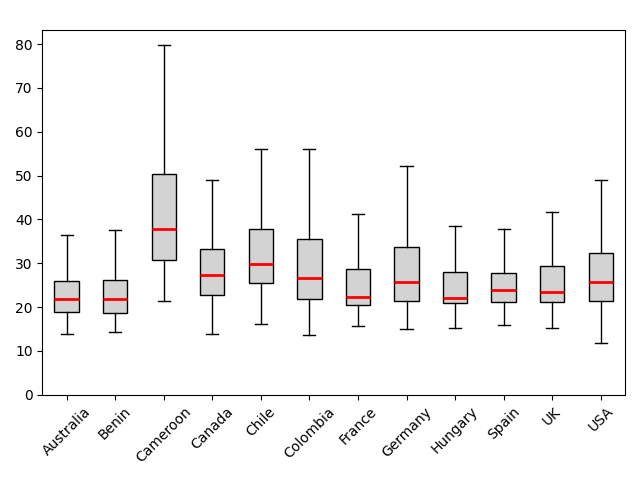 80
70
60
50
40
30
20
10
0
Australia
Benin
Cameroon
Canada
Chile
Colombia
France
Germany
Hungary
Spain
UK
USA